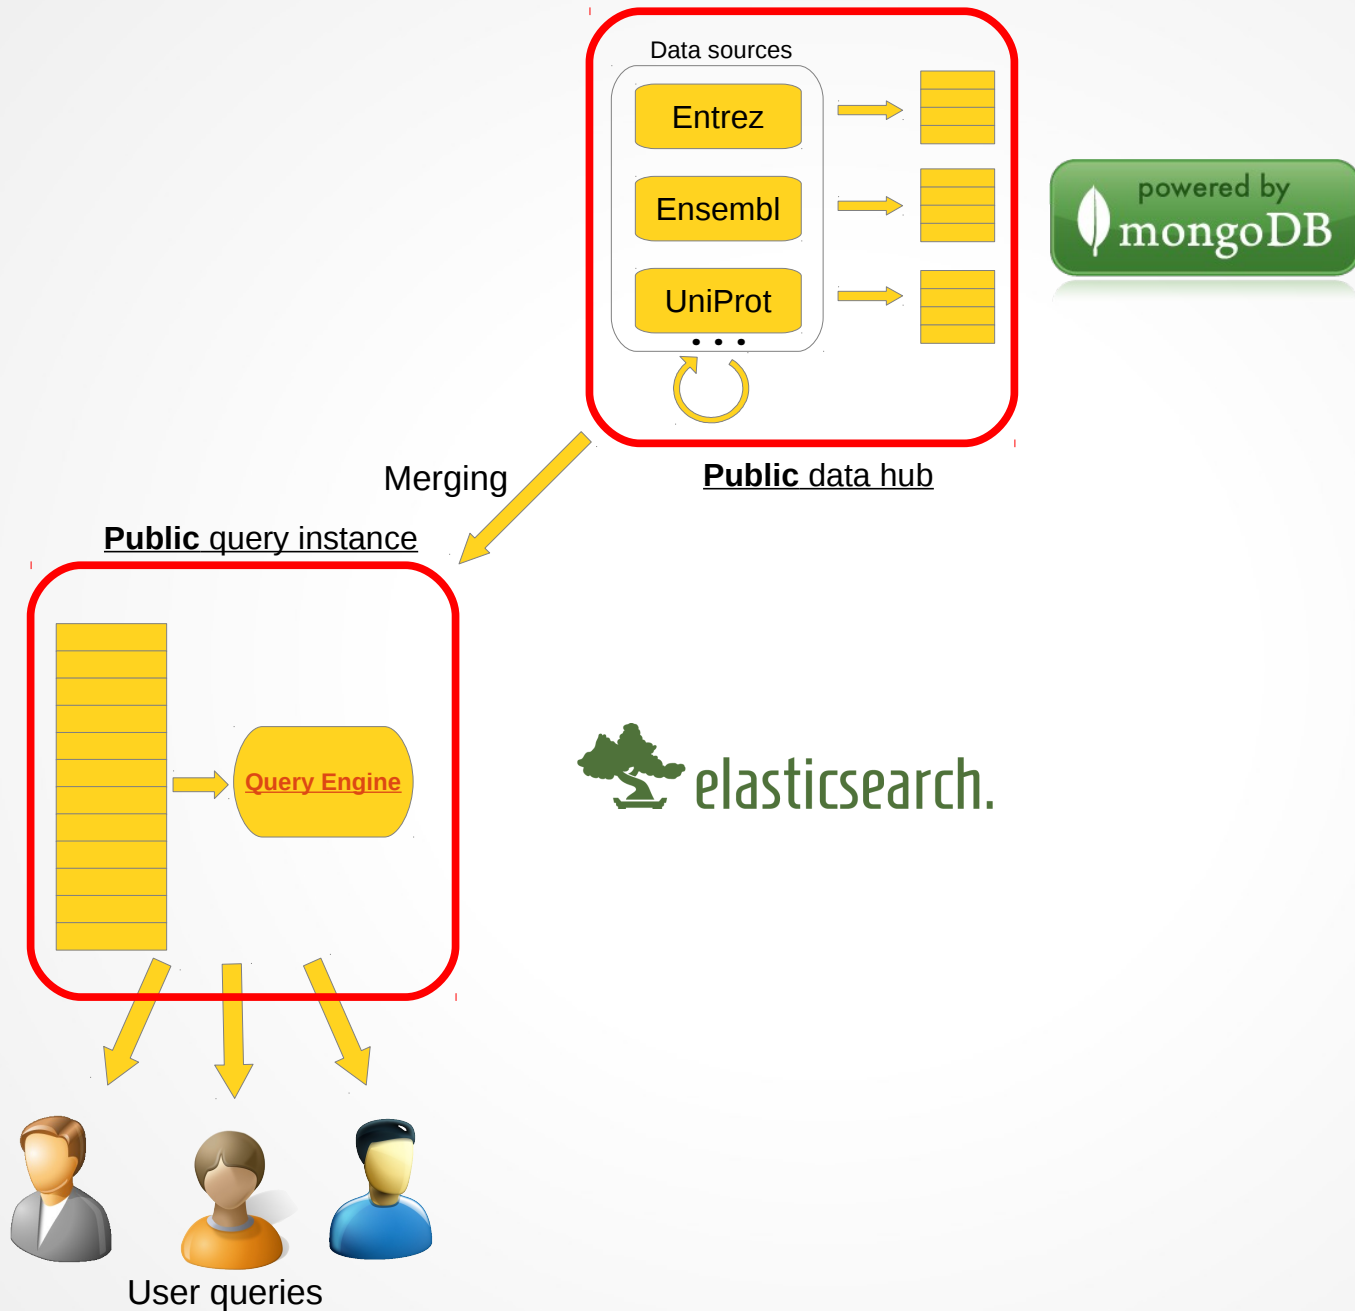 Data sources
Entrez
Ensembl
UniProt
...
powered by
mongoDB
Merging
Public data hub
Public query instance
Query Engine
elasticsearch.
User queries